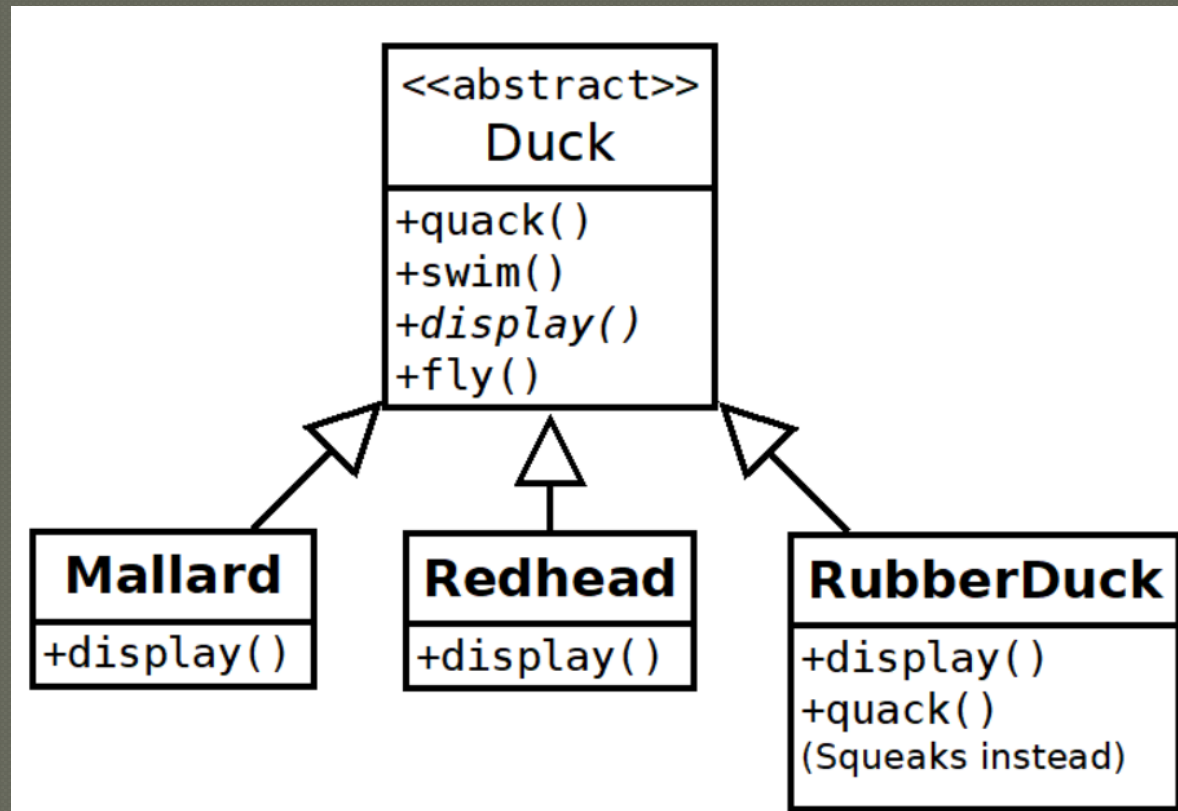 <<abstract>>
Duck
+quack()
+swim()
+display()
+fly()
Mallard
+display()
Redhead
+display()
RubberDuck
+display()
+quack()
(Squeaks instead)